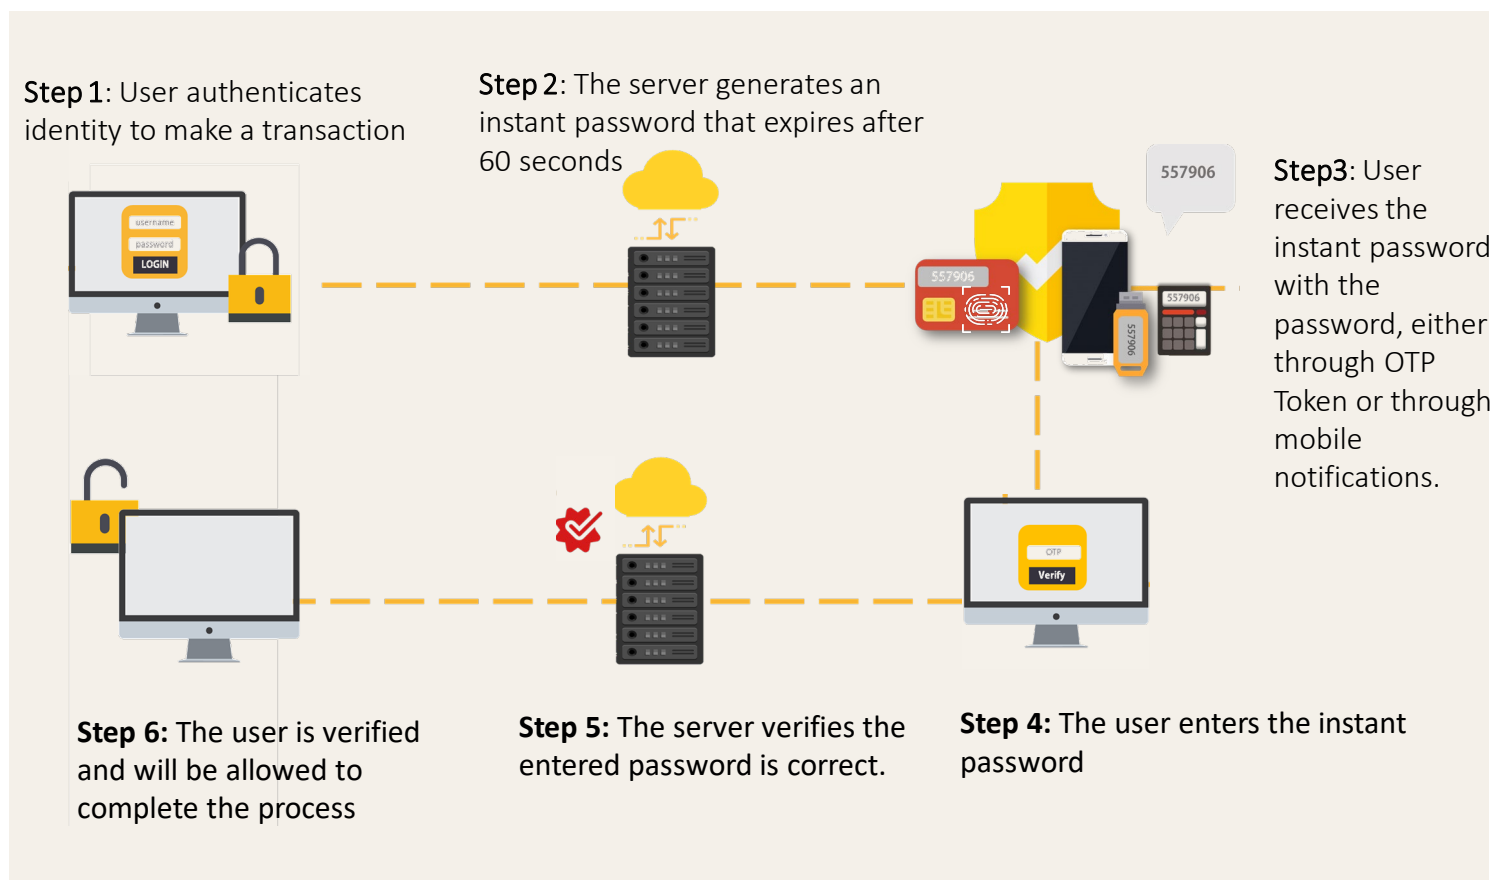 Step 1: User authenticates
identity to make a transaction
username
password
LOGIN
Step 2: The server generates an
instant password that expires after
60 seconds
557906
557906
557906
557906
Step3: User
receives the
instant password
with the
password, either
through OTP
Token or through
mobile
notifications.
OTP
Verify
Step 4: The user enters the instant
password
Step 5: The server verifies the
entered password is correct.
Step 6: The user is verified
and will be allowed to
complete the process